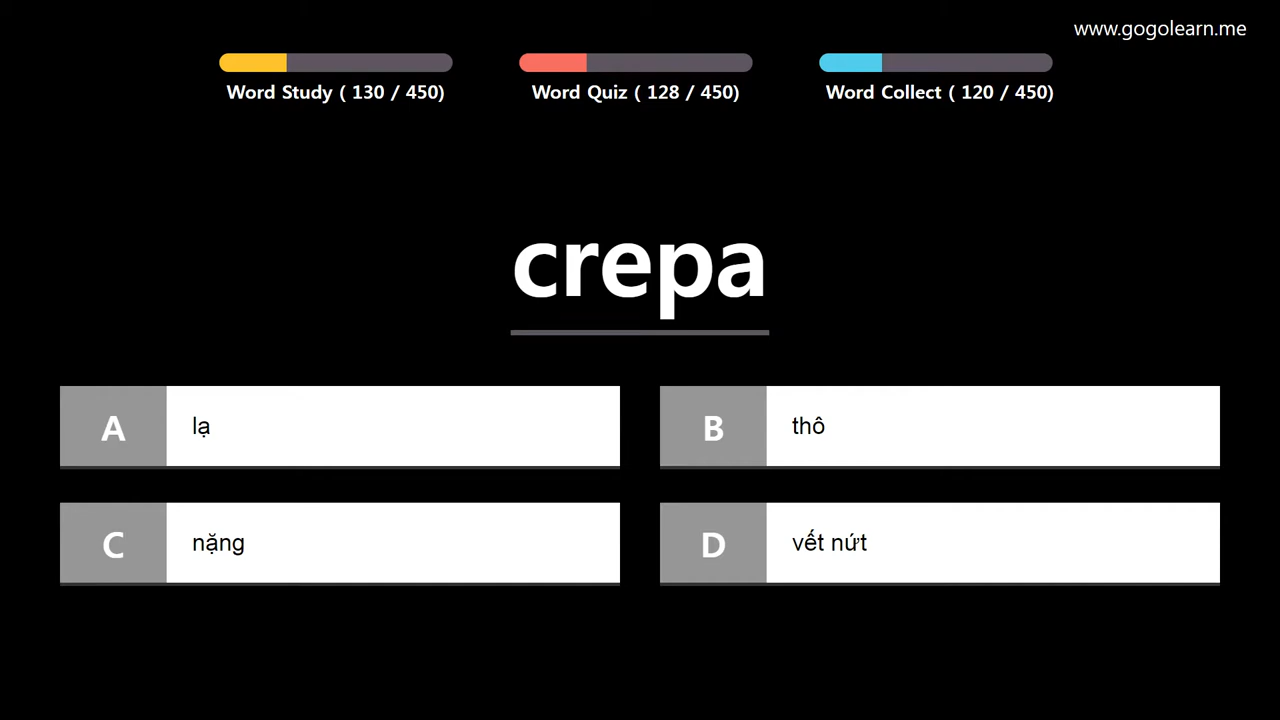 www.gogolearn.me
Word Study ( 130 / 450)
Word Quiz ( 128 / 450)
Word Collect ( 120 / 450)
crepa
A lạ
B thô
C nặng
D vết nứt